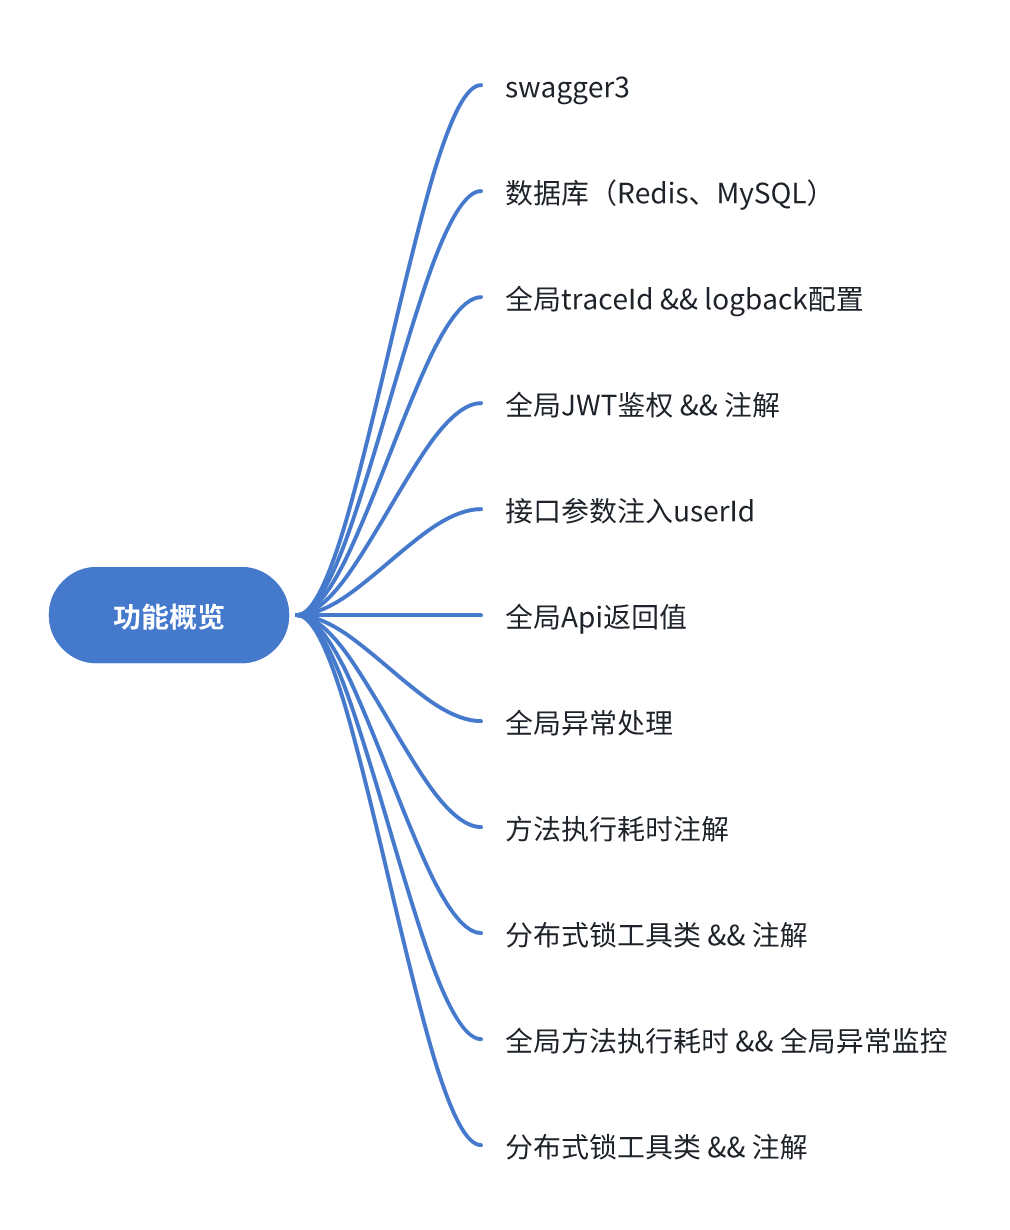 swagger3
数据库（Redis、MySQL）
全局traceId && logback配置
全局JWT鉴权 && 注解
接口参数注入userId
功能概览
全局Api返回值
全局异常处理
方法执行耗时注解
分布式锁工具类 && 注解
全局方法执行耗时 && 全局异常监控
分布式锁工具类 && 注解